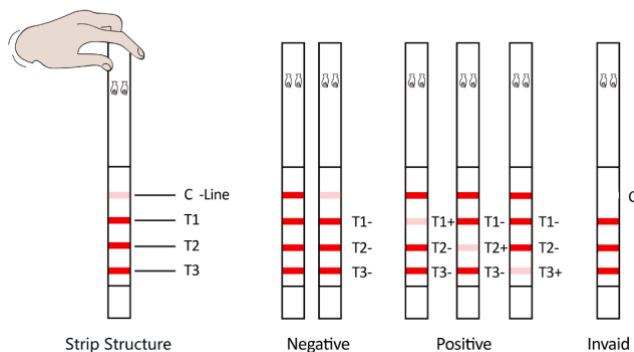 C
C -Line
T1
T1-
T1+
T1-
T1-
T2
T2-
T2-
T2+
T2-
T3
T3-
T3-
T3-
T3+
Strip Structure
Negative
Positive
Invaid